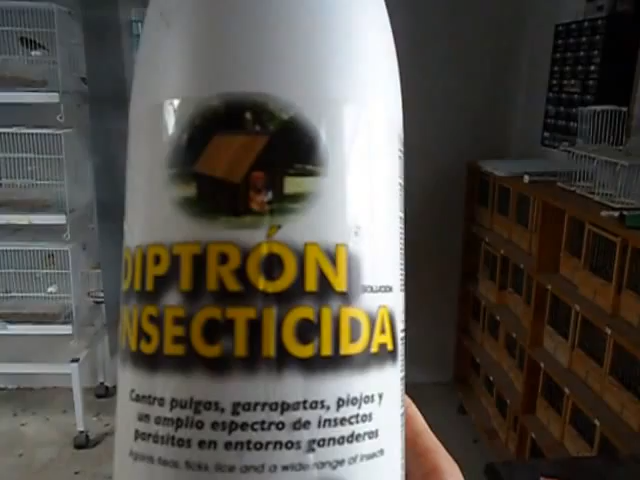 DIPTRÓN
SOLUCIÓN
INSECTICIDA
Contra pulgas, garrapatas, piojos y
un amplio espectro de insectos
parásitos en entornos ganaderos
Against fleas, ticks, lice and a wide range of insects